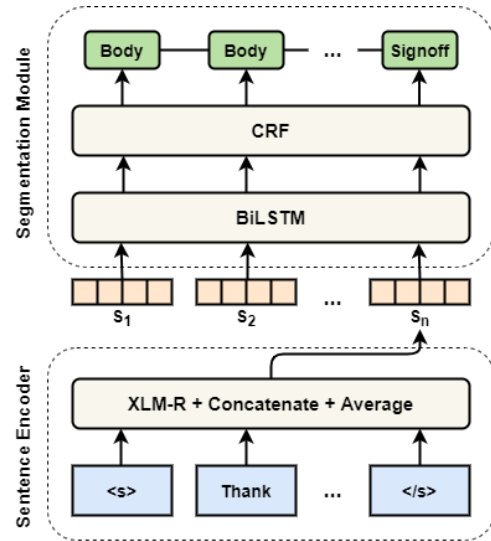 Segmentation Module
Body Body ... Signoff
CRF
BiLSTM
s1 s2 ... sn
Sentence Encoder
XLM-R + Concatenate + Average
<s> Thank ... </s>